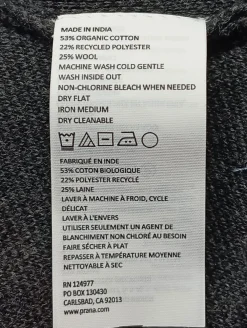 MADE IN INDIA
53% ORGANIC COTTON
22% RECYCLED POLYESTER
25% WOOL
MACHINE WASH COLD GENTLE
WASH INSIDE OUT
NON-CHLORINE BLEACH WHEN NEEDED
DRY FLAT
IRON MEDIUM
DRY CLEANABLE
FABRIQUÉ EN INDE
53% COTON BIOLOGIQUE
22% POLYESTER RECYCLÉ
25% LAINE
LAVER À MACHINE À FROID, CYCLE
DÉLICAT
LAVER À L'ENVERS
UTILISER SEULEMENT UN AGENT DE
BLANCHIMENT NON CHLORÉ AU BESOIN
FAIRE SÉCHER À PLAT
REPASSER À TEMPÉRATURE MOYENNE
NETTOYABLE À SEC
RN 124977
PO BOX 130430
CARLSBAD, CA 92013
www.prana.com